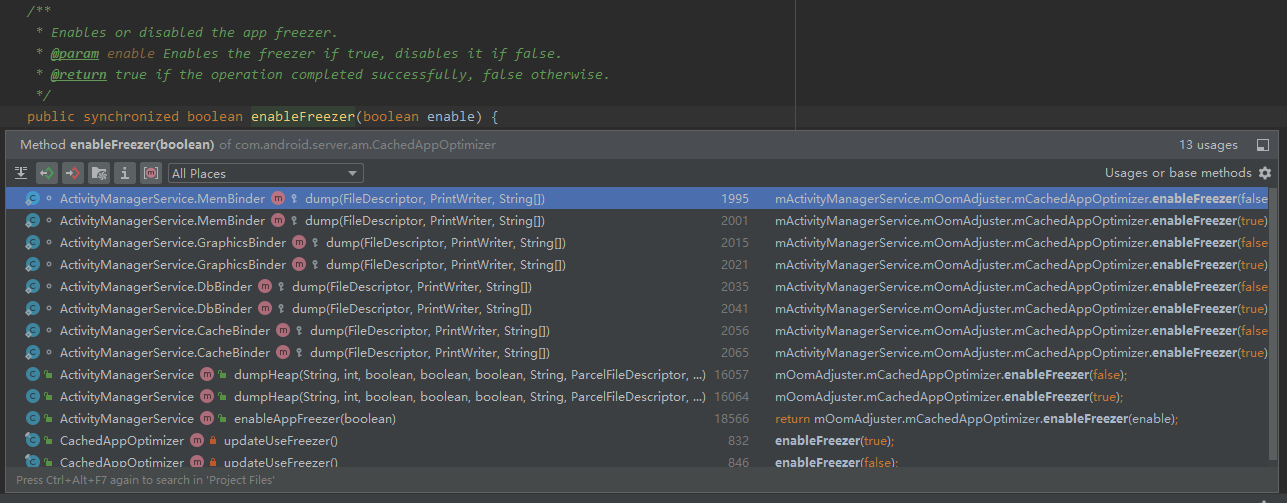 /**
* Enables or disabled the app freezer.
* @param enable Enables the freezer if true, disables it if false.
* @return true if the operation completed successfully, false otherwise.
*/
public synchronized boolean enableFreezer(boolean enable) {
Method enableFreezer(boolean) of com.android.server.am.CachedAppOptimizer 13 usages
All Places Usages or base methods
ActivityManagerService.MemBinder dump(FileDescriptor, PrintWriter, String[]) 1995 mActivityManagerService.mOomAdjuster.mCachedAppOptimizer.enableFreezer(false
ActivityManagerService.MemBinder dump(FileDescriptor, PrintWriter, String[]) 2001 mActivityManagerService.mOomAdjuster.mCachedAppOptimizer.enableFreezer(true)
ActivityManagerService.GraphicsBinder dump(FileDescriptor, PrintWriter, String[]) 2015 mActivityManagerService.mOomAdjuster.mCachedAppOptimizer.enableFreezer(false
ActivityManagerService.GraphicsBinder dump(FileDescriptor, PrintWriter, String[]) 2021 mActivityManagerService.mOomAdjuster.mCachedAppOptimizer.enableFreezer(true)
ActivityManagerService.DbBinder dump(FileDescriptor, PrintWriter, String[]) 2035 mActivityManagerService.mOomAdjuster.mCachedAppOptimizer.enableFreezer(false
ActivityManagerService.DbBinder dump(FileDescriptor, PrintWriter, String[]) 2041 mActivityManagerService.mOomAdjuster.mCachedAppOptimizer.enableFreezer(true)
ActivityManagerService.CacheBinder dump(FileDescriptor, PrintWriter, String[]) 2056 mActivityManagerService.mOomAdjuster.mCachedAppOptimizer.enableFreezer(false
ActivityManagerService.CacheBinder dump(FileDescriptor, PrintWriter, String[]) 2065 mActivityManagerService.mOomAdjuster.mCachedAppOptimizer.enableFreezer(true)
ActivityManagerService dumpHeap(String, int, boolean, boolean, boolean, String, ParcelFileDescriptor, ...) 16057 mOomAdjuster.mCachedAppOptimizer.enableFreezer(false);
ActivityManagerService dumpHeap(String, int, boolean, boolean, boolean, String, ParcelFileDescriptor, ...) 16064 mOomAdjuster.mCachedAppOptimizer.enableFreezer(true);
ActivityManagerService enableAppFreezer(boolean) 18566 return mOomAdjuster.mCachedAppOptimizer.enableFreezer(enable);
CachedAppOptimizer updateUseFreezer() 832 enableFreezer(true);
CachedAppOptimizer updateUseFreezer() 846 enableFreezer(false);
Press Ctrl+Alt+F7 again to search in 'Project Files'